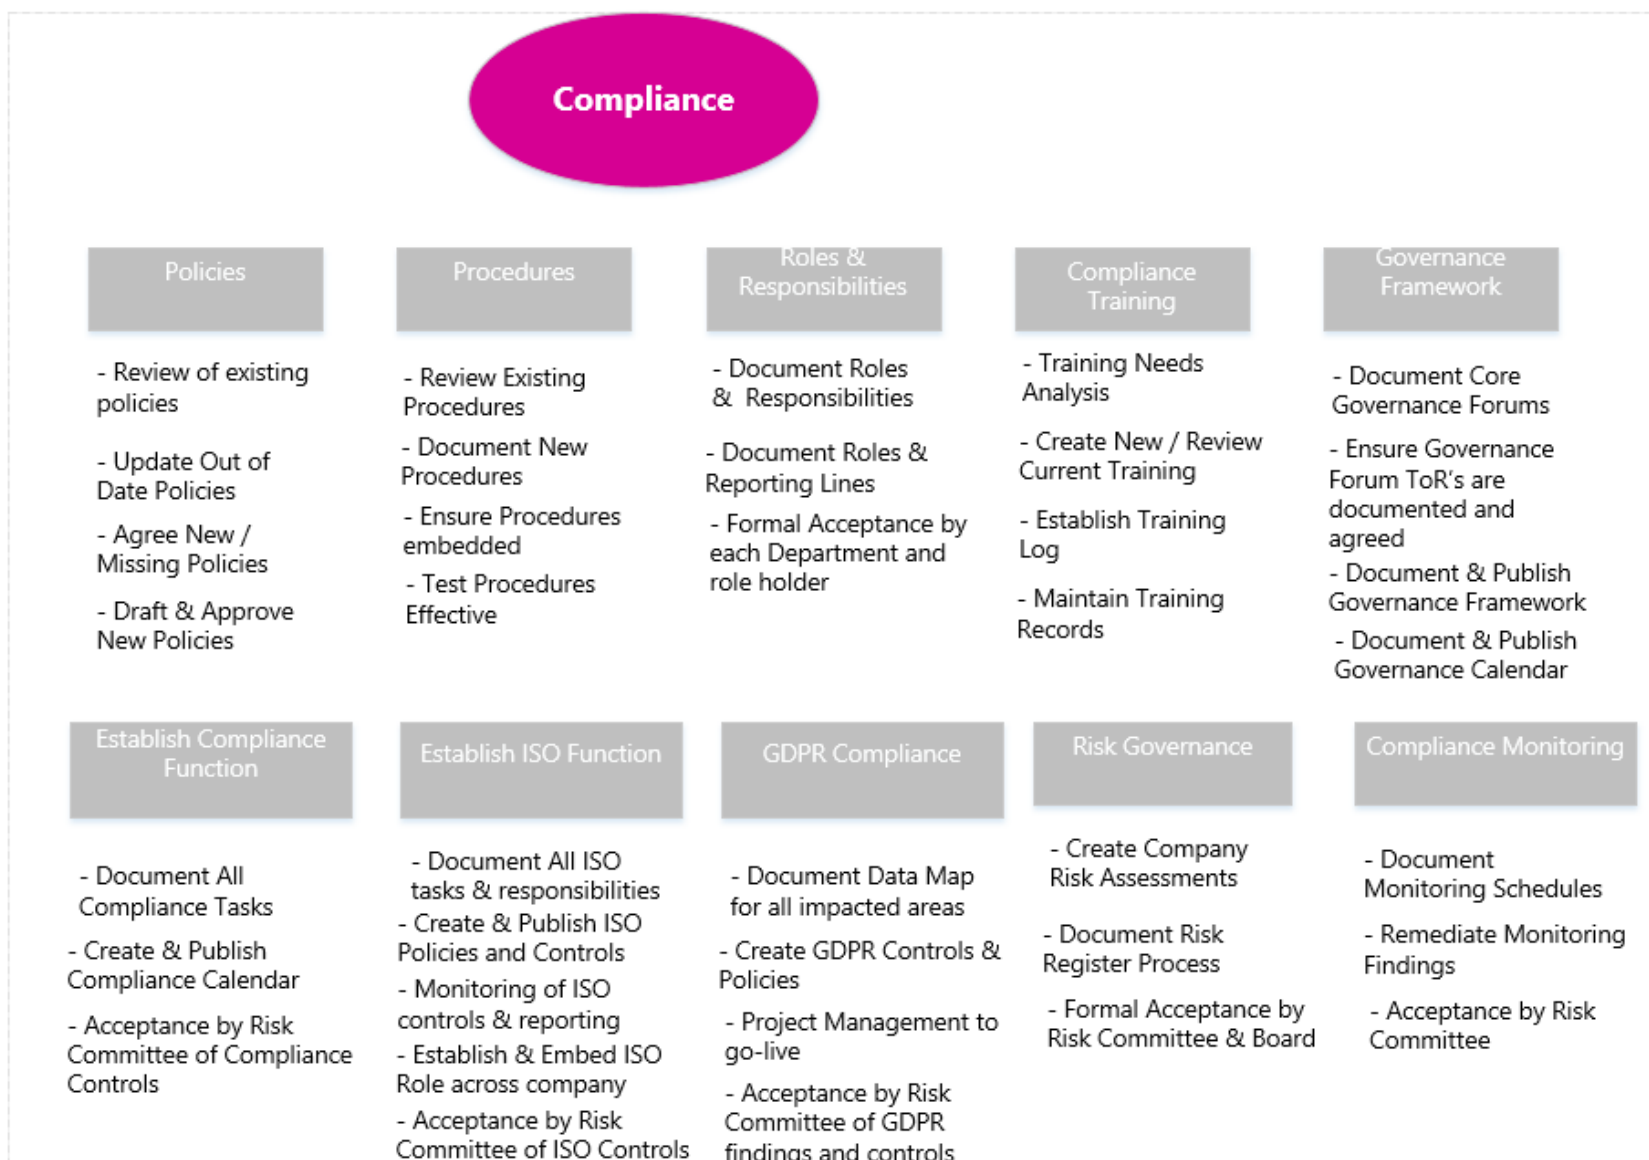 Compliance
Policies
- Review of existing
policies
- Update Out of
Date Policies
- Agree New /
Missing Policies
- Draft & Approve
New Policies
Procedures
- Review Existing
Procedures
- Document New
Procedures
- Ensure Procedures
embedded
- Test Procedures
Effective
Roles &
Responsibilities
- Document Roles
& Responsibilities
- Document Roles &
Reporting Lines
- Formal Acceptance by
each Department and
role holder
Compliance
Training
- Training Needs
Analysis
- Create New / Review
Current Training
- Establish Training
Log
- Maintain Training
Records
Governance
Framework
- Document Core
Governance Forums
- Ensure Governance
Forum ToR's are
documented and
agreed
- Document & Publish
Governance Framework
- Document & Publish
Governance Calendar
Establish Compliance
Function
- Document All
Compliance Tasks
- Create & Publish
Compliance Calendar
- Acceptance by Risk
Committee of Compliance
Controls
Establish ISO Function
- Document All ISO
tasks & responsibilities
- Create & Publish ISO
Policies and Controls
- Monitoring of ISO
controls & reporting
- Establish & Embed ISO
Role across company
- Acceptance by Risk
Committee of ISO Controls
GDPR Compliance
- Document Data Map
for all impacted areas
- Create GDPR Controls &
Policies
- Project Management to
go-live
- Acceptance by Risk
Committee of GDPR
findings and controls
Risk Governance
- Create Company
Risk Assessments
- Document Risk
Register Process
- Formal Acceptance by
Risk Committee & Board
Compliance Monitoring
- Document
Monitoring Schedules
- Remediate Monitoring
Findings
- Acceptance by Risk
Committee